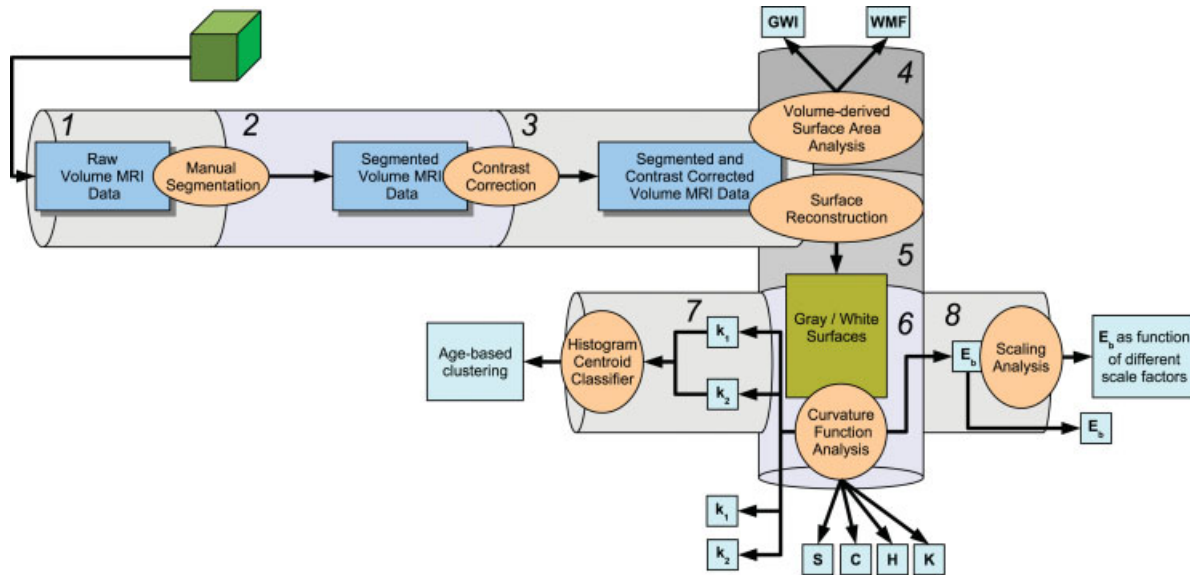 GWI
WMF
4
Volume-derived
Surface Area
Analysis
1
2
3
Raw
Volume MRI
Data
Manual
Segmentation
Segmented
Volume MRI
Data
Contrast
Correction
Segmented and
Contrast Corrected
Volume MRI Data
Surface
Reconstruction
5
7
6
8
Gray / White
Surfaces
k1
k2
Histogram
Centroid
Classifier
Age-based
clustering
Eb
Scaling
Analysis
Eb as function
of different
scale factors
Curvature
Function
Analysis
Eb
k1
k2
S
C
H
K